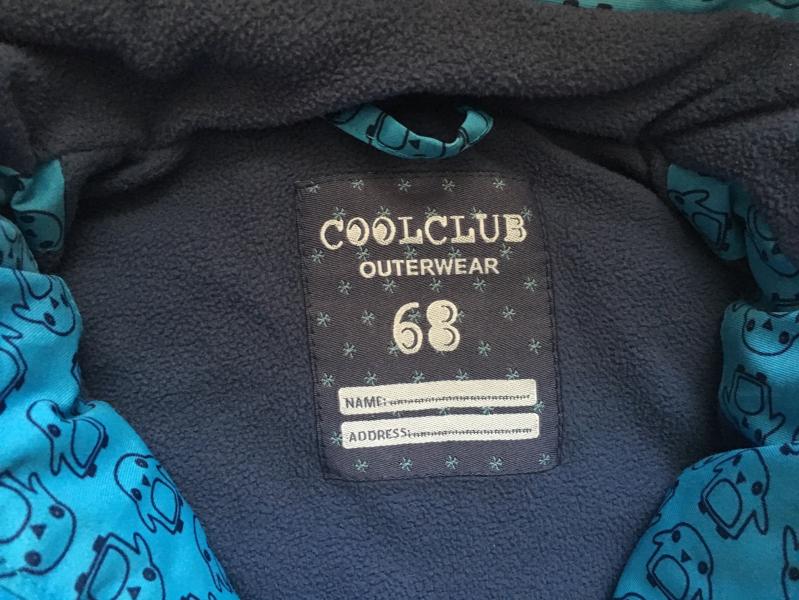 COOLCLUB
OUTERWEAR
68
NAME:
ADDRESS: